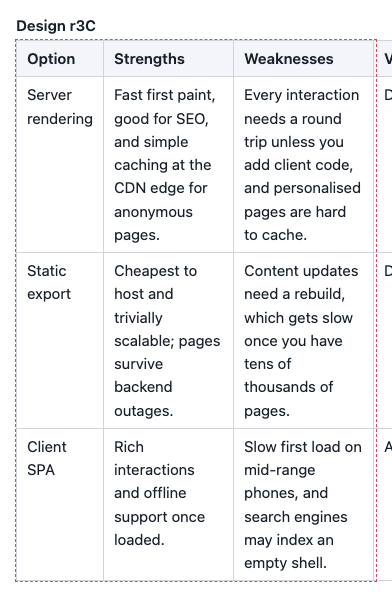 Design r3C
Option Strengths Weaknesses
Server
rendering
Fast first paint,
good for SEO,
and simple
caching at the
CDN edge for
anonymous
pages.
Every interaction
needs a round
trip unless you
add client code,
and personalised
pages are hard
to cache.
Static
export
Cheapest to
host and
trivially
scalable; pages
survive
backend
outages.
Content updates
need a rebuild,
which gets slow
once you have
tens of
thousands of
pages.
Client
SPA
Rich
interactions
and offline
support once
loaded.
Slow first load on
mid-range
phones, and
search engines
may index an
empty shell.